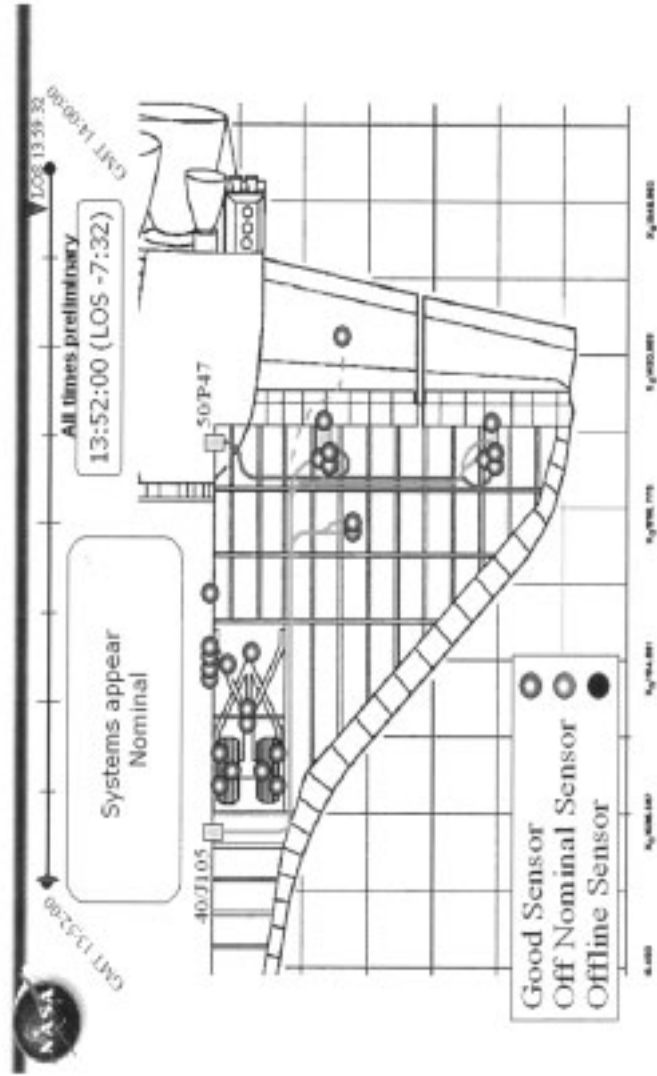 NASA
GMT 13:52:00
LOS 13:59:32
GMT 14:00:00
All times preliminary
13:52:00 (LOS -7:32)
Systems appear
Nominal
40/J105
50/P47
Good Sensor
Off Nominal Sensor
Offline Sensor